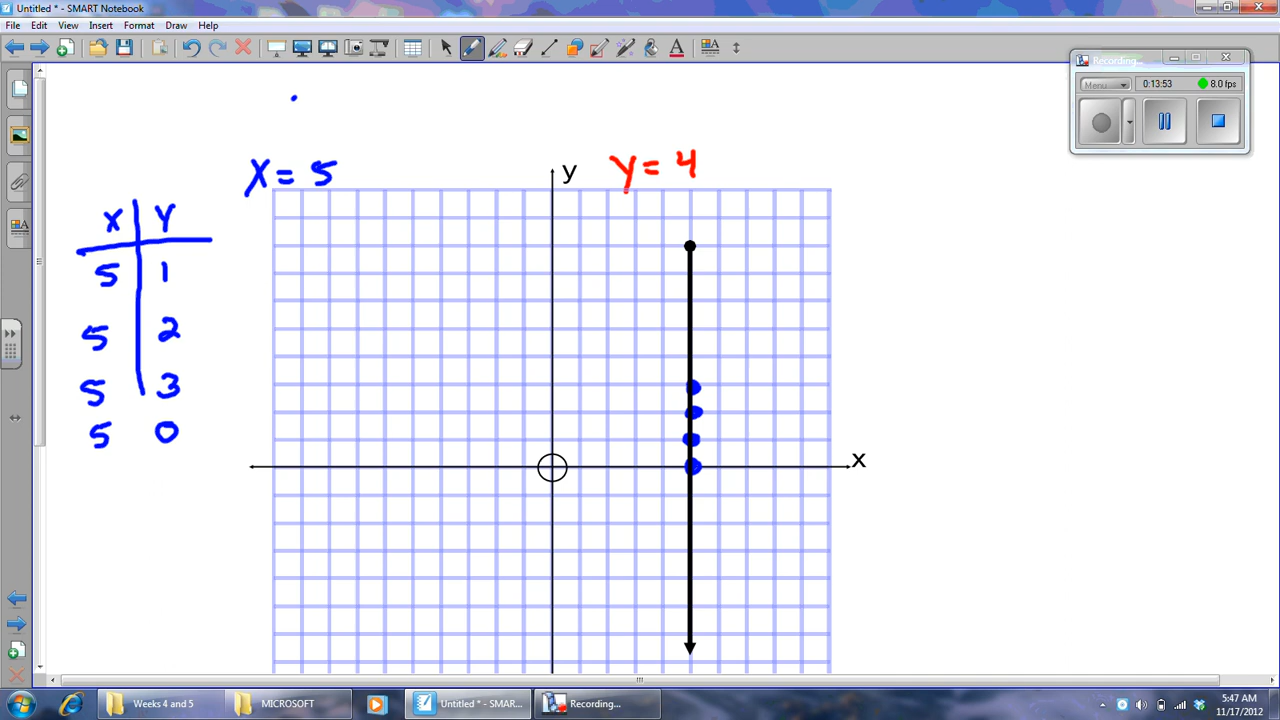 Untitled * - SMART Notebook
File Edit View Insert Format Draw Help
Recording...
Menu 0:13:53 8.0 fps
X = 5
y
Y = 4
X Y
5 1
5 2
5 3
5 0
x
Weeks 4 and 5
MICROSOFT
Untitled * - SMAR...
Recording...
5:47 AM
11/17/2012